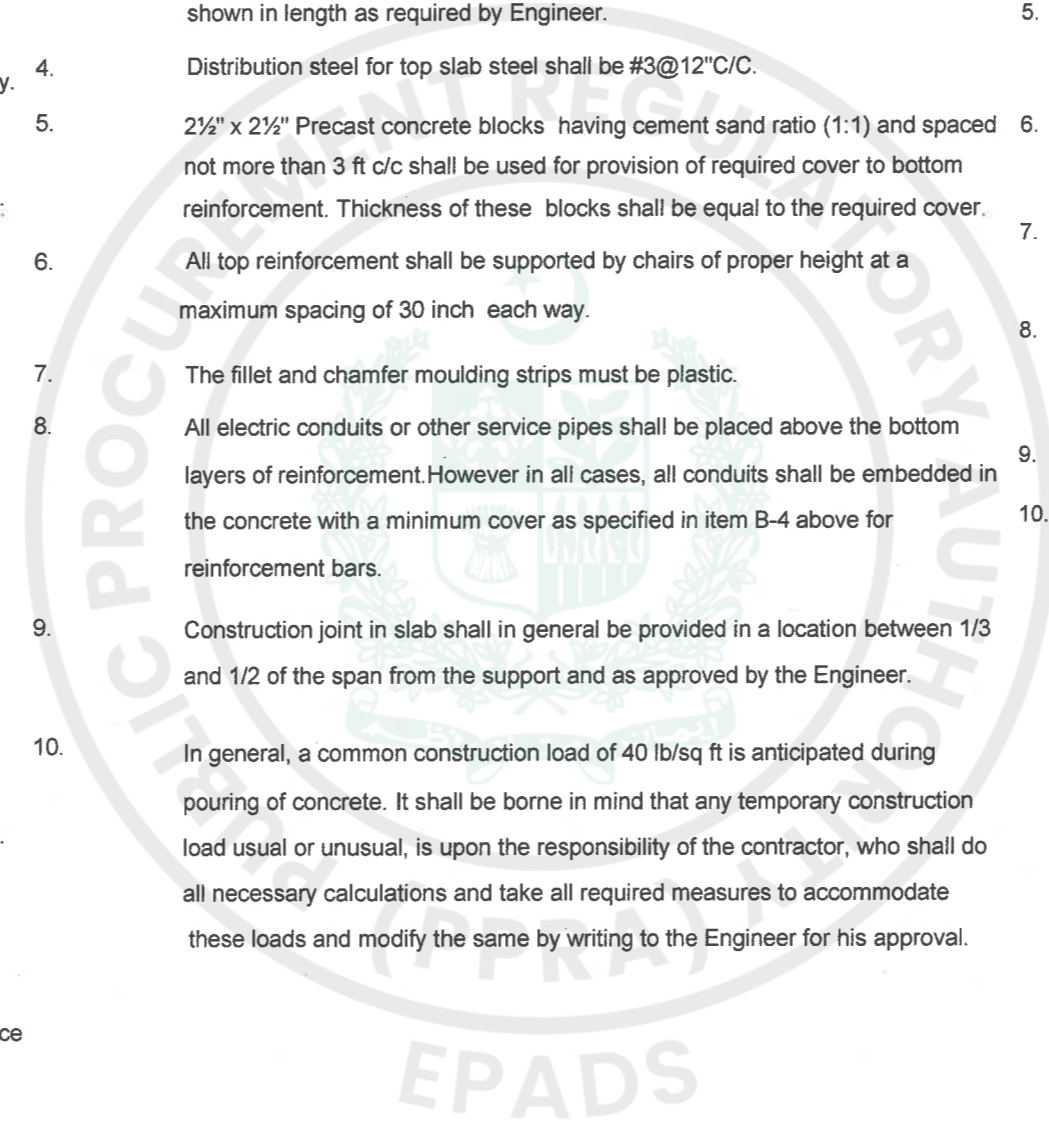 shown in length as required by Engineer.
4. Distribution steel for top slab steel shall be #3@12"C/C.
5. 2½" x 2½" Precast concrete blocks having cement sand ratio (1:1) and spaced
not more than 3 ft c/c shall be used for provision of required cover to bottom
reinforcement. Thickness of these blocks shall be equal to the required cover.
6. All top reinforcement shall be supported by chairs of proper height at a
maximum spacing of 30 inch each way.
7. The fillet and chamfer moulding strips must be plastic.
8. All electric conduits or other service pipes shall be placed above the bottom
layers of reinforcement.However in all cases, all conduits shall be embedded in
the concrete with a minimum cover as specified in item B-4 above for
reinforcement bars.
9. Construction joint in slab shall in general be provided in a location between 1/3
and 1/2 of the span from the support and as approved by the Engineer.
10. In general, a common construction load of 40 lb/sq ft is anticipated during
pouring of concrete. It shall be borne in mind that any temporary construction
load usual or unusual, is upon the responsibility of the contractor, who shall do
all necessary calculations and take all required measures to accommodate
these loads and modify the same by writing to the Engineer for his approval.
y.
:
.
ce
5.
6.
7.
8.
9.
10.
PUBLIC PROCUREMENT REGULATORY AUTHORITY
(PPRA)
EPADS